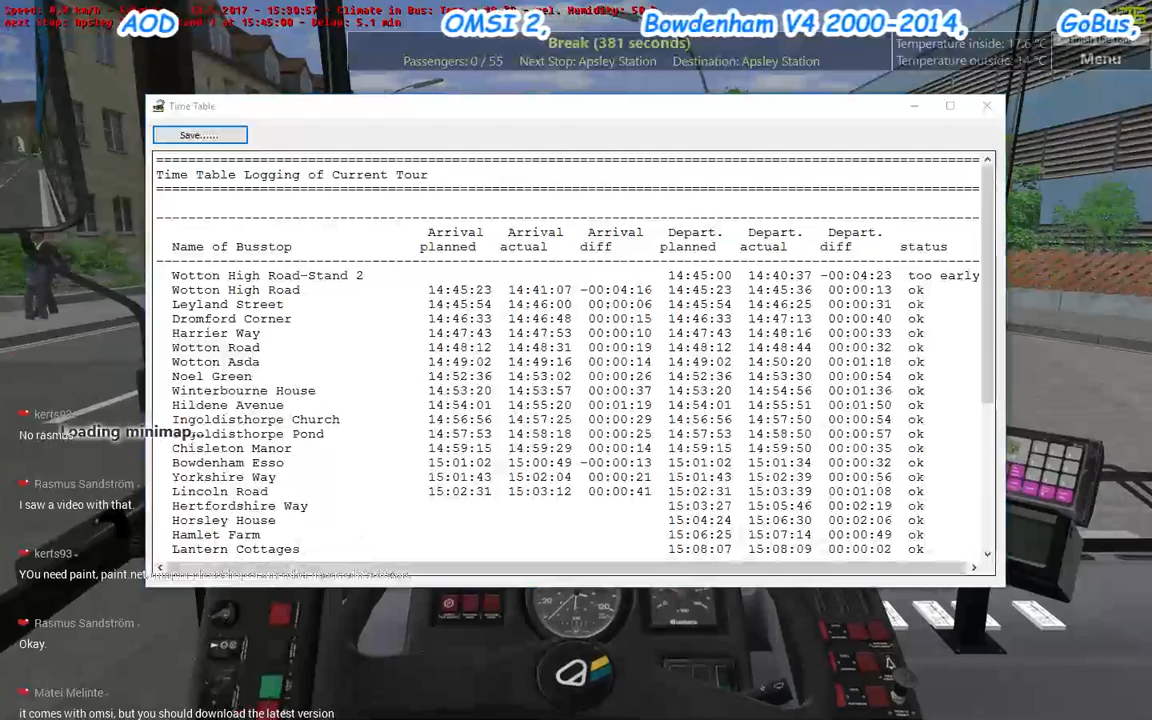 AOD OMSI 2, Bowdenham V4 2000-2014, GoBus,
Break (381 seconds)
Passengers: 0 / 55 Next Stop: Apsley Station Destination: Apsley Station
Temperature inside: 17.6 °C
Temperature outside: 14 °C
Menu
Time Table
Save......
Time Table Logging of Current Tour
Arrival Arrival Arrival Depart. Depart. Depart.
Name of Busstop planned actual diff planned actual diff status
Wotton High Road-Stand 2 14:45:00 14:40:37 -00:04:23 too early
Wotton High Road 14:45:23 14:41:07 -00:04:16 14:45:23 14:45:36 00:00:13 ok
Leyland Street 14:45:54 14:46:00 00:00:06 14:45:54 14:46:25 00:00:31 ok
Dromford Corner 14:46:33 14:46:48 00:00:15 14:46:33 14:47:13 00:00:40 ok
Harrier Way 14:47:43 14:47:53 00:00:10 14:47:43 14:48:16 00:00:33 ok
Wotton Road 14:48:12 14:48:31 00:00:19 14:48:12 14:48:44 00:00:32 ok
Wotton Asda 14:49:02 14:49:16 00:00:14 14:49:02 14:50:20 00:01:18 ok
Noel Green 14:52:36 14:53:02 00:00:26 14:52:36 14:53:30 00:00:54 ok
Winterbourne House 14:53:20 14:53:57 00:00:37 14:53:20 14:54:56 00:01:36 ok
Hildene Avenue 14:54:01 14:55:20 00:01:19 14:54:01 14:55:51 00:01:50 ok
Ingoldisthorpe Church 14:56:56 14:57:25 00:00:29 14:56:56 14:57:50 00:00:54 ok
Ingoldisthorpe Pond 14:57:53 14:58:18 00:00:25 14:57:53 14:58:50 00:00:57 ok
Chisleton Manor 14:59:15 14:59:29 00:00:14 14:59:15 14:59:50 00:00:35 ok
Bowdenham Esso 15:01:02 15:00:49 -00:00:13 15:01:02 15:01:34 00:00:32 ok
Yorkshire Way 15:01:43 15:02:04 00:00:21 15:01:43 15:02:39 00:00:56 ok
Lincoln Road 15:02:31 15:03:12 00:00:41 15:02:31 15:03:39 00:01:08 ok
Hertfordshire Way 15:03:27 15:05:46 00:02:19 ok
Horsley House 15:04:24 15:06:30 00:02:06 ok
Hamlet Farm 15:06:25 15:07:14 00:00:49 ok
Lantern Cottages 15:08:07 15:08:09 00:00:02 ok
kerts93
Loading minimap...
No rasmus
Rasmus Sandström
I saw a video with that.
kerts93
YOu need paint, paint.net,
Rasmus Sandström
Okay.
Matei Melinte
it comes with omsi, but you should download the latest version